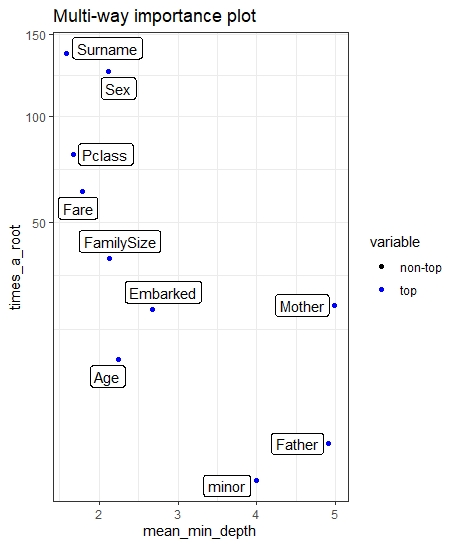 Multi-way importance plot
150
100
50
times_a_root
Surname
Sex
Pclass
Fare
FamilySize
Embarked
Mother
Age
Father
minor
2 3 4 5
mean_min_depth
variable
non-top
top